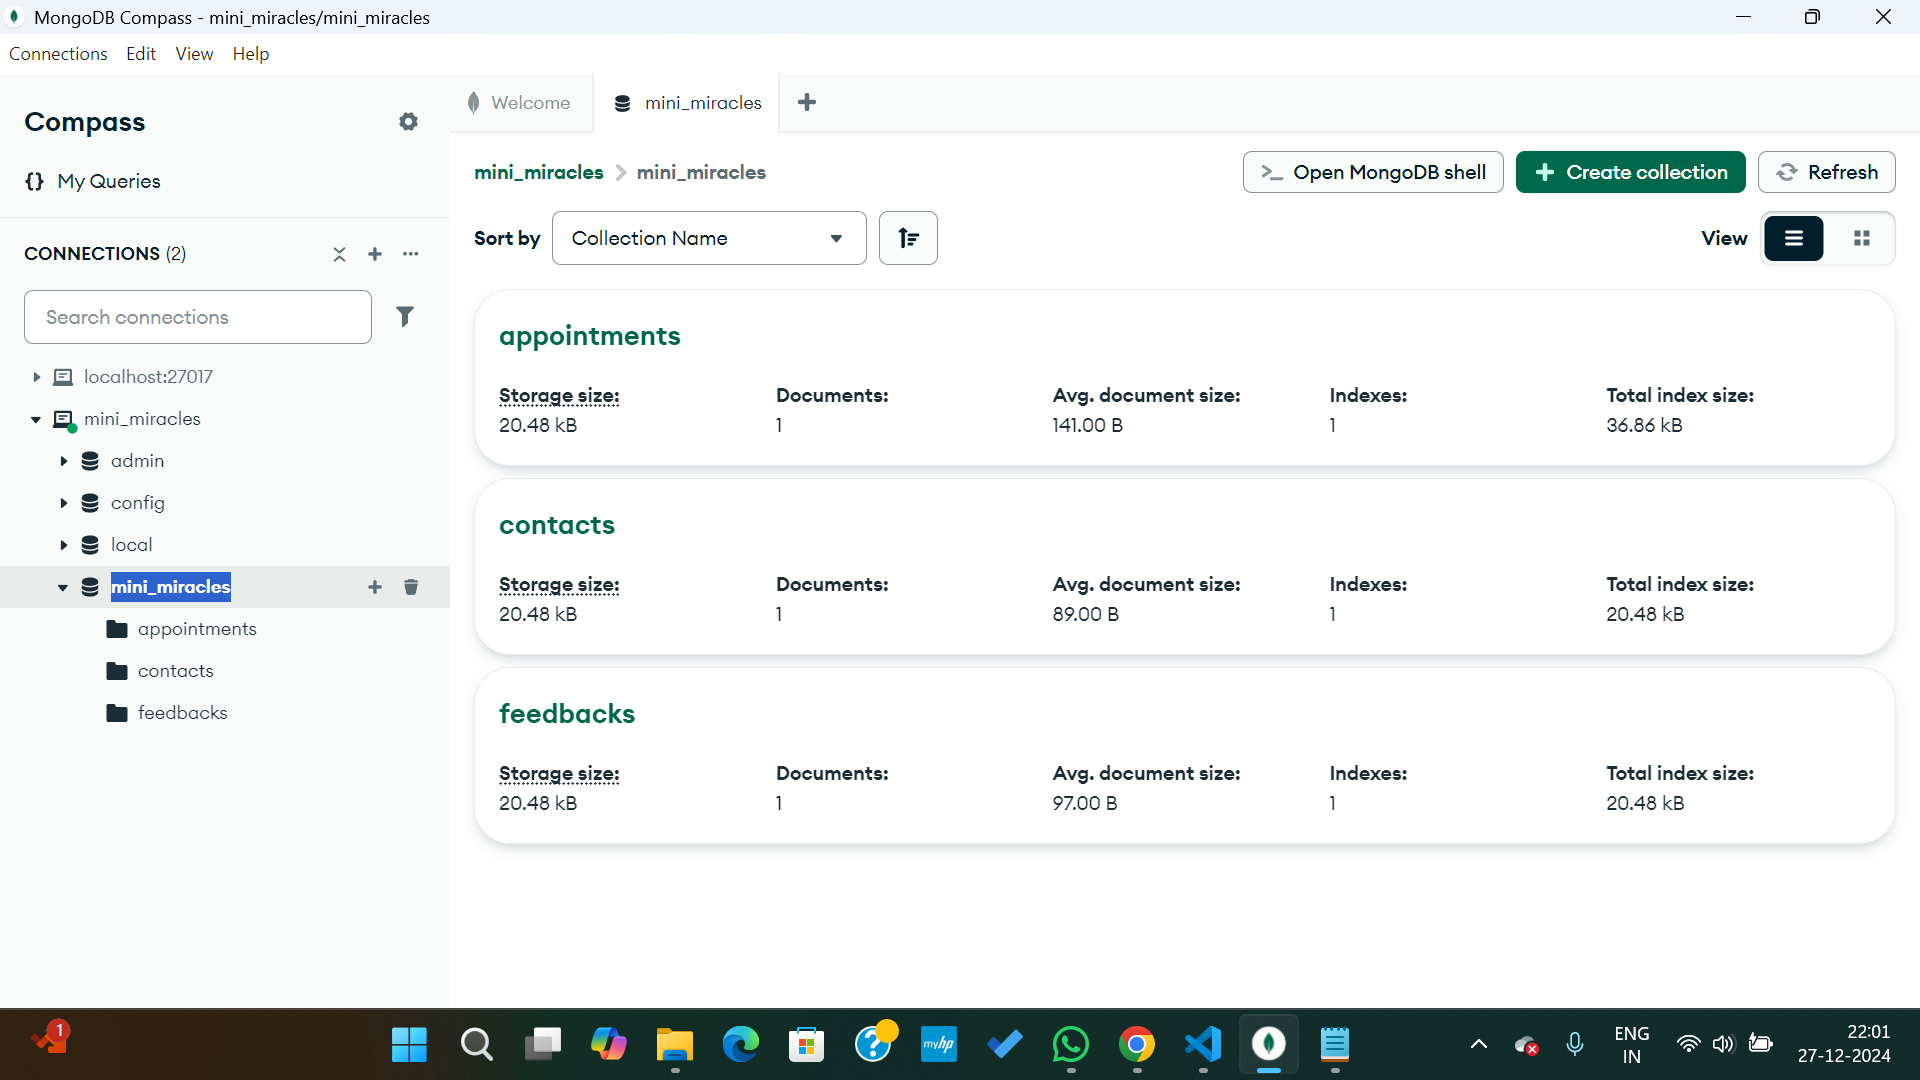 MongoDB Compass - mini_miracles/mini_miracles
Connections Edit View Help
Compass
My Queries
CONNECTIONS (2)
Search connections
localhost:27017
mini_miracles
admin
config
local
mini_miracles
appointments
contacts
feedbacks
Welcome mini_miracles
mini_miracles mini_miracles
Open MongoDB shell Create collection Refresh
Sort by Collection Name View
appointments
Storage size: Documents: Avg. document size: Indexes: Total index size:
20.48 kB 1 141.00 B 1 36.86 kB
contacts
Storage size: Documents: Avg. document size: Indexes: Total index size:
20.48 kB 1 89.00 B 1 20.48 kB
feedbacks
Storage size: Documents: Avg. document size: Indexes: Total index size:
20.48 kB 1 97.00 B 1 20.48 kB
1
myhp
ENG
IN
22:01
27-12-2024